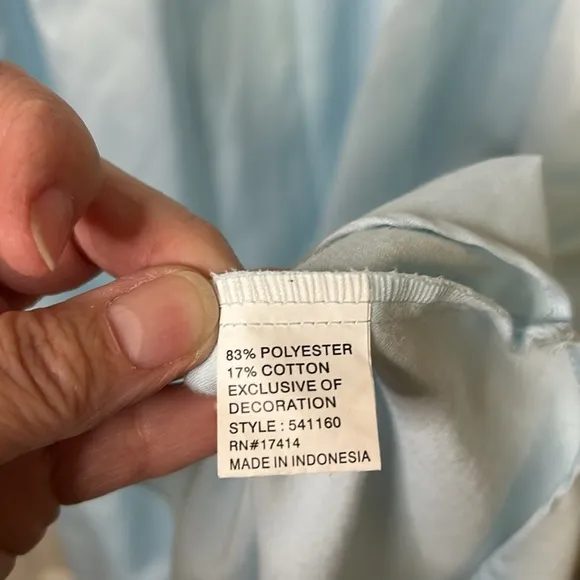 83% POLYESTER
17% COTTON
EXCLUSIVE OF
DECORATION
STYLE : 541160
RN#17414
MADE IN INDONESIA